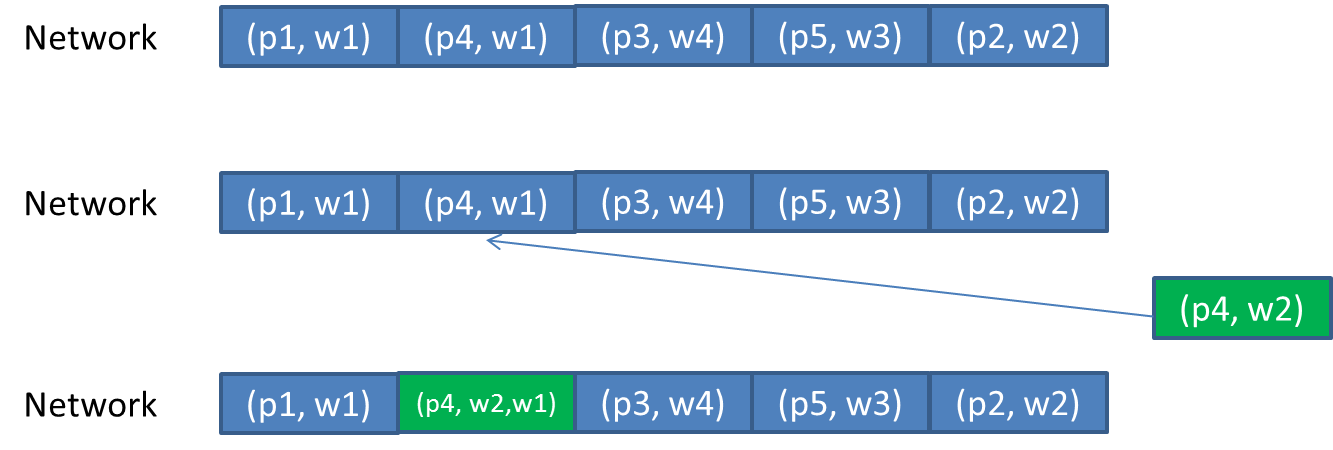 Network (p1, w1) (p4, w1) (p3, w4) (p5, w3) (p2, w2)
Network (p1, w1) (p4, w1) (p3, w4) (p5, w3) (p2, w2)
(p4, w2)
Network (p1, w1) (p4, w2,w1) (p3, w4) (p5, w3) (p2, w2)